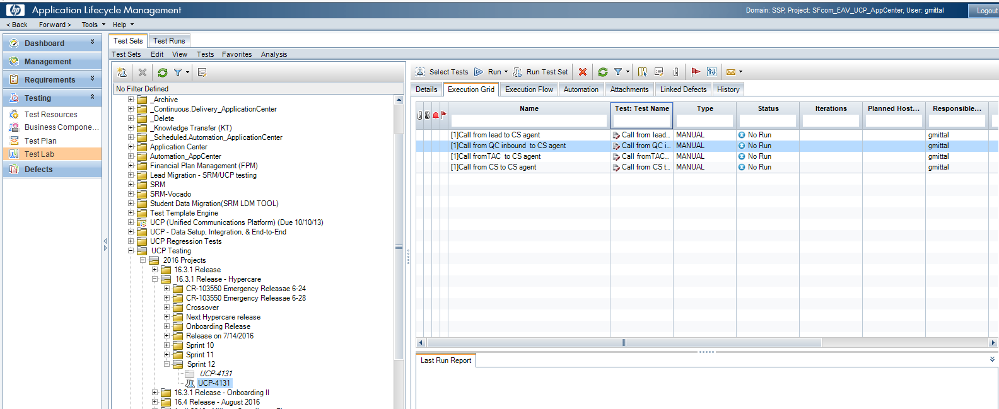 hp Application Lifecycle Management Domain: SSP, Project: SFcom_EAV_UCP_AppCenter, User: gmittal Logout
< Back Forward > Tools Help
Dashboard
Management
Requirements
Testing
Test Resources
Business Compone...
Test Plan
Test Lab
Defects
Test Sets Test Runs
Test Sets Edit View Tests Favorites Analysis
No Filter Defined
_Archive
_Continuous.Delivery_ApplicationCenter
_Delete
_Knowledge Transfer (KT)
_Scheduled.Automation_ApplicationCenter
Application Center
Automation_AppCenter
Financial Plan Management (FPM)
Lead Migration - SRM/UCP testing
SRM
SRM-Vocado
Student Data Migration(SRM LDM TOOL)
Test Template Engine
UCP (Unified Communications Platform) (Due 10/10/13)
UCP - Data Setup, Integration, & End-to-End
UCP Regression Tests
UCP Testing
2016 Projects
16.3.1 Release
16.3.1 Release - Hypercare
CR-103550 Emergency Releasae 6-24
CR-103550 Emergency Releasae 6-28
Crossover
Next Hypercare release
Onboarding Release
Release on 7/14/2016
Sprint 10
Sprint 11
Sprint 12
UCP-4131
UCP-4131
16.3.1 Release - Onboarding II
16.4 Release - August 2016
Select Tests Run Run Test Set
Details Execution Grid Execution Flow Automation Attachments Linked Defects History
Name Test: Test Name Type Status Iterations Planned Host... Responsible...
[1]Call from lead to CS agent Call from lead... MANUAL No Run gmittal
[1]Call from QC inbound  to CS agent Call from QC i... MANUAL No Run gmittal
[1]Call fromTAC  to CS agent Call fromTAC... MANUAL No Run gmittal
[1]Call from CS to CS agent Call from CS t... MANUAL No Run gmittal
Last Run Report